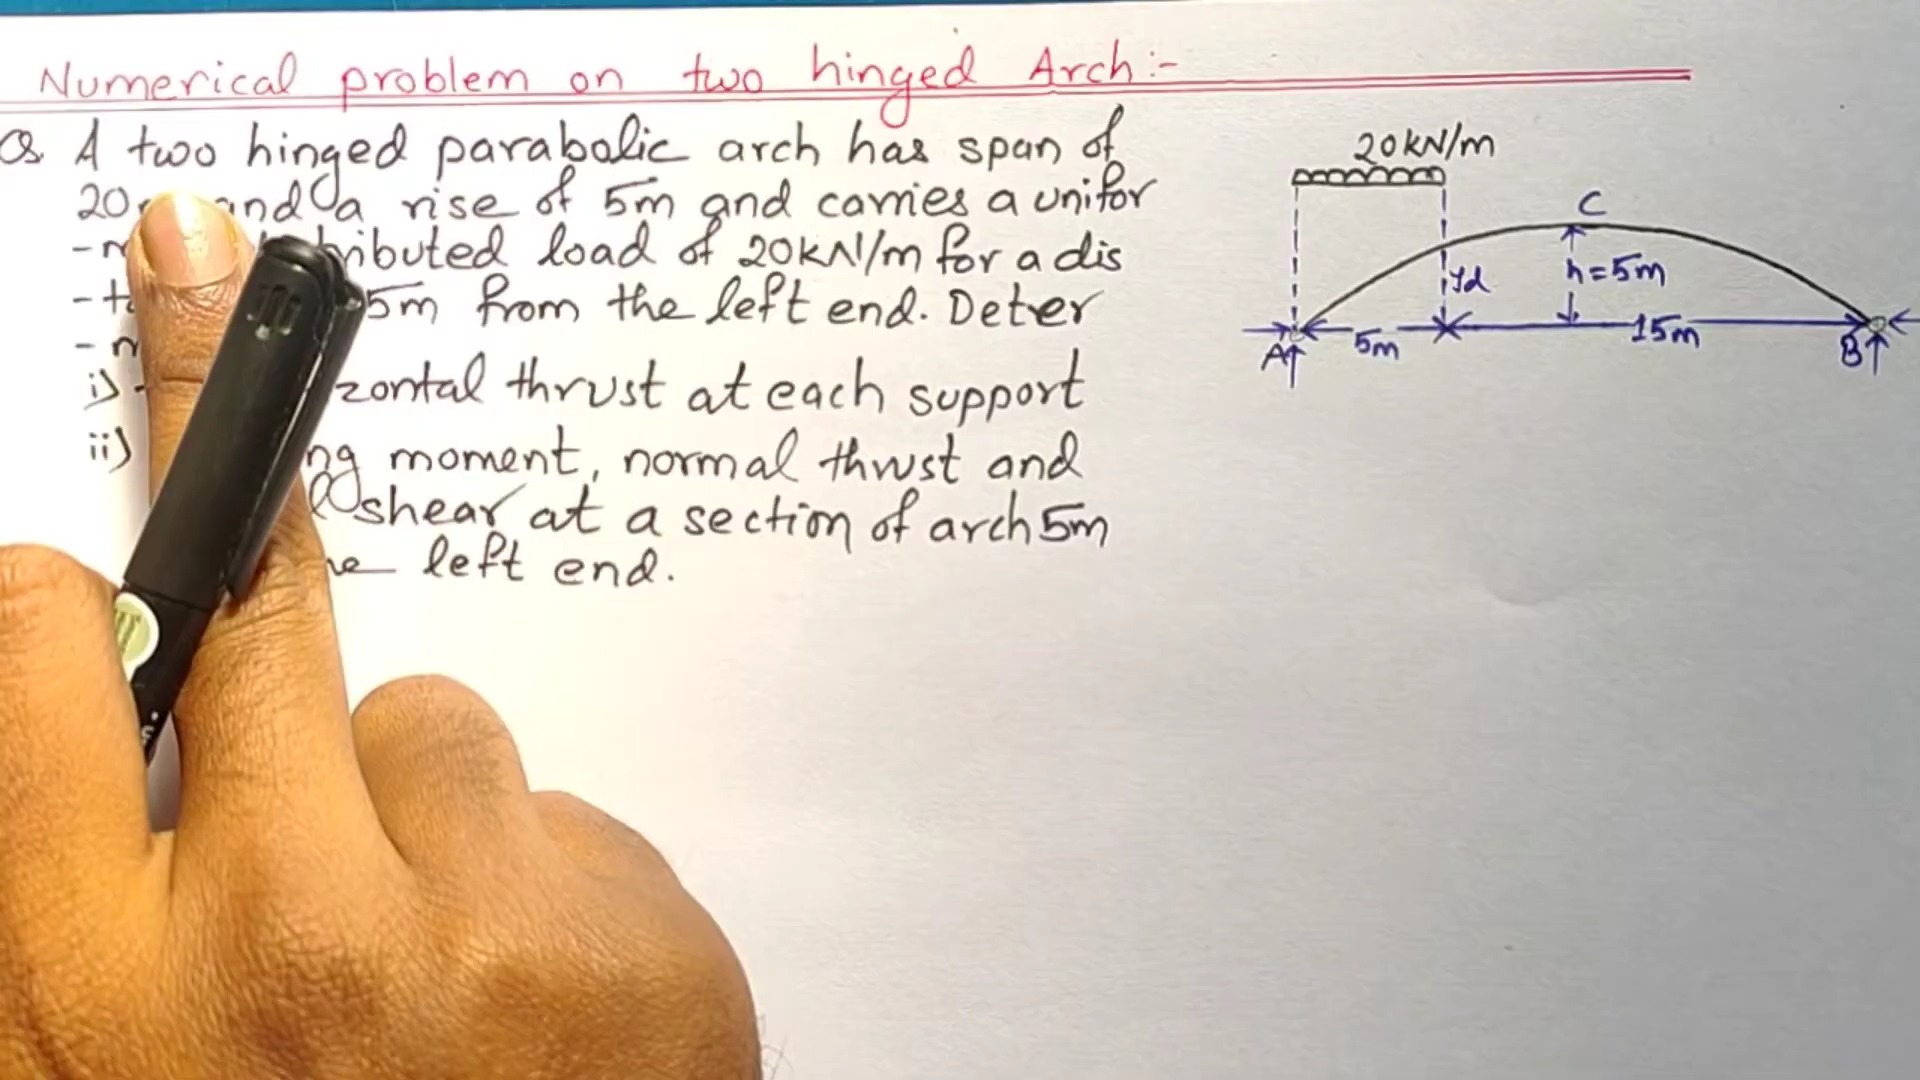 Numerical problem on two hinged Arch:-
Q. A two hinged parabolic arch has span of
20 and a rise of 5m and carries a unifor
load of 20kN/m for a dis
5m from the left end. Deter
i)
thrust at each support
ii)
moment, normal thrust and
shear at a section of arch 5m
left end.
20kN/m
C
yd
h=5m
5m
15m
A
B